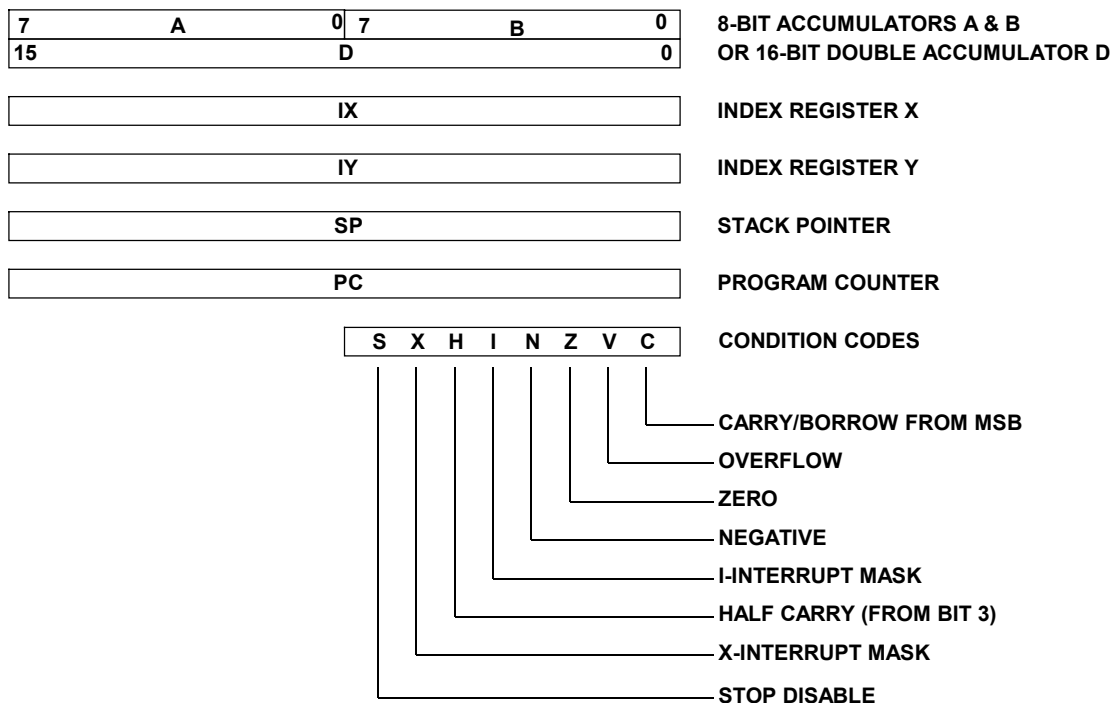 7 A 0 7 B 0 8-BIT ACCUMULATORS A & B
15 D 0 OR 16-BIT DOUBLE ACCUMULATOR D
IX INDEX REGISTER X
IY INDEX REGISTER Y
SP STACK POINTER
PC PROGRAM COUNTER
S X H I N Z V C CONDITION CODES
CARRY/BORROW FROM MSB
OVERFLOW
ZERO
NEGATIVE
I-INTERRUPT MASK
HALF CARRY (FROM BIT 3)
X-INTERRUPT MASK
STOP DISABLE